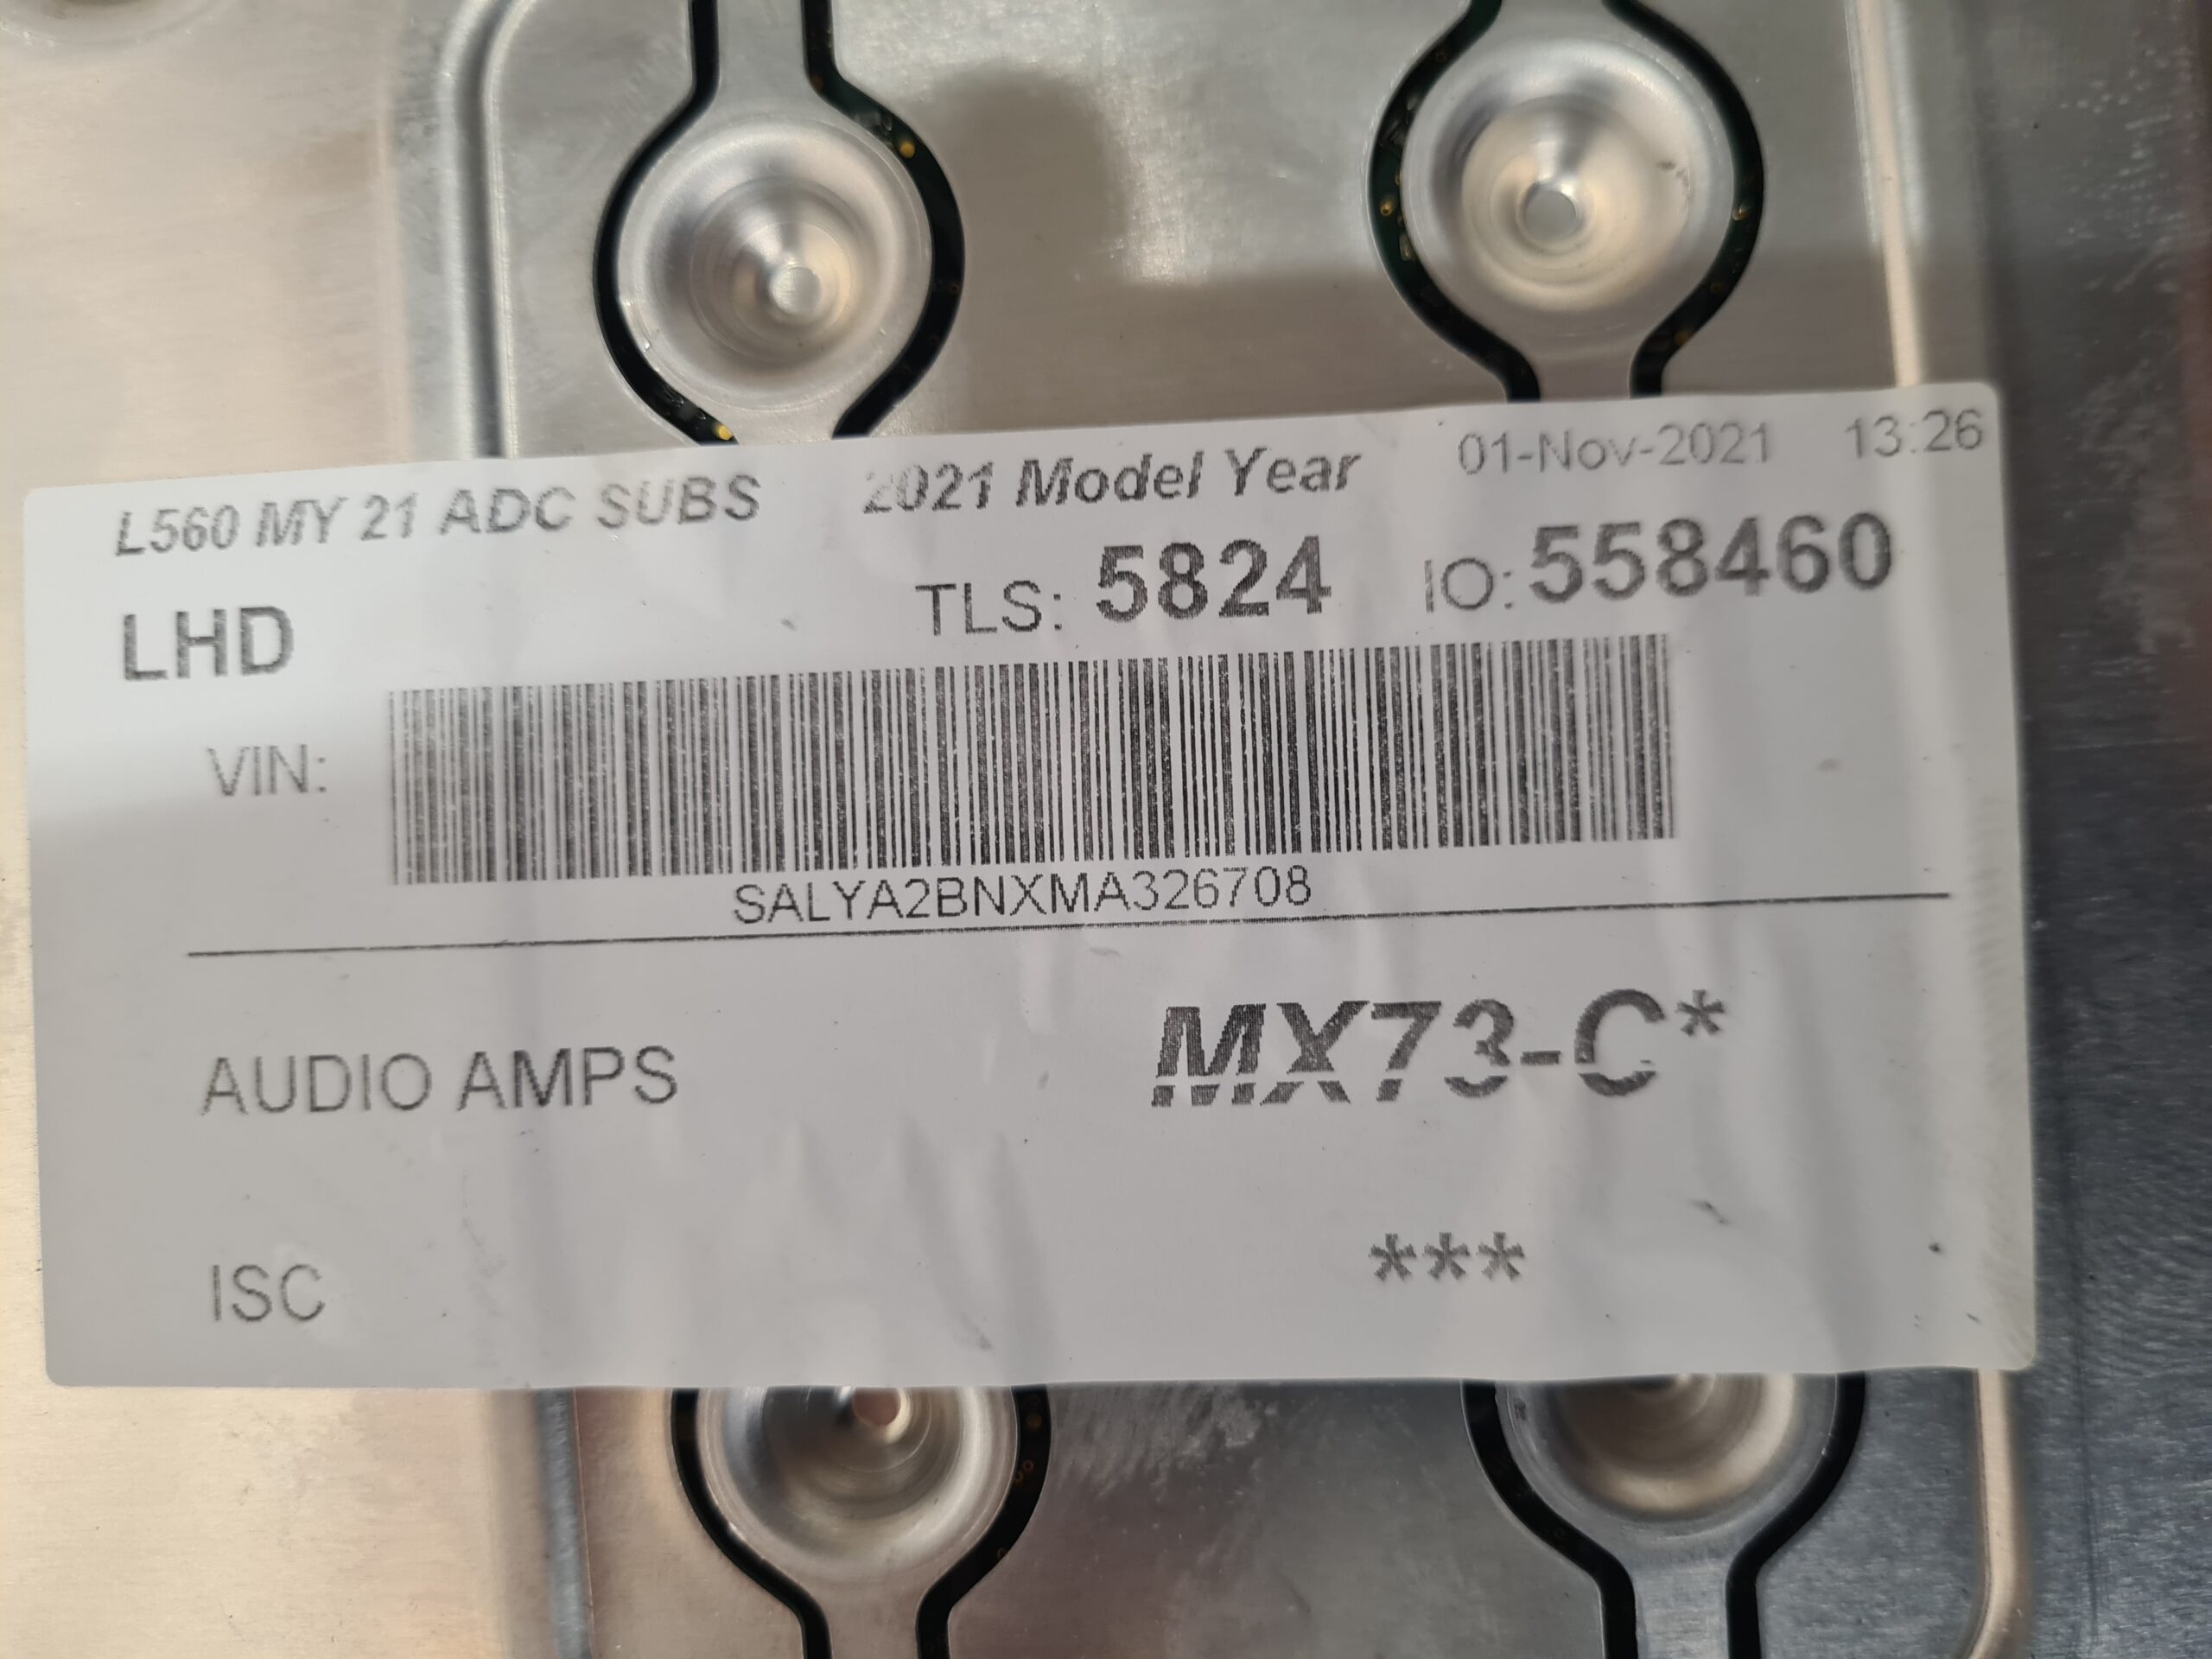 L560 MY 21 ADC SUBS 2021 Model Year 01-Nov-2021 13:26
LHD TLS: 5824 IO: 558460
VIN:
SALYA2BNXMA326708
AUDIO AMPS MX73-C*
ISC ***